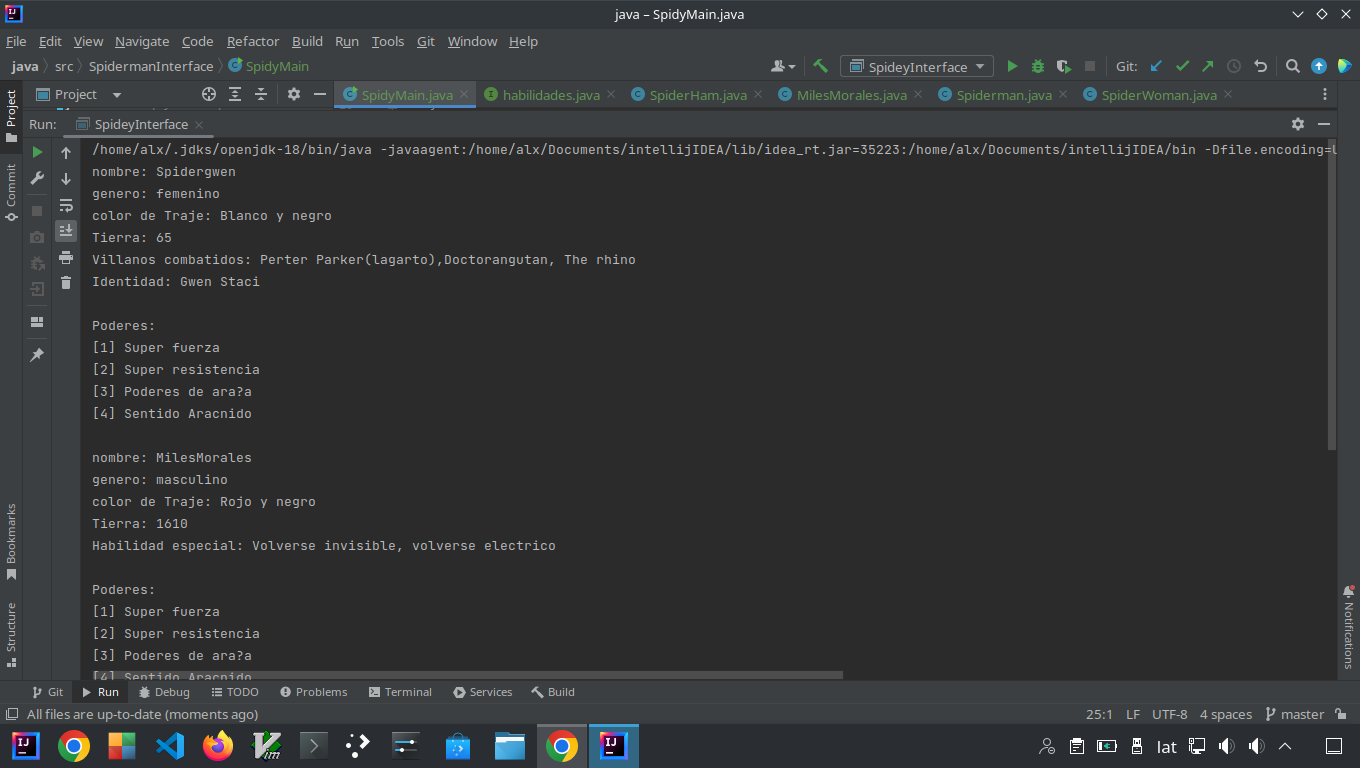 java – SpidyMain.java
File Edit View Navigate Code Refactor Build Run Tools Git Window Help
java src SpidermanInterface SpidyMain SpideyInterface Git:
Project SpidyMain.java habilidades.java SpiderHam.java MilesMorales.java Spiderman.java SpiderWoman.java
Run: SpideyInterface
/home/alx/.jdks/openjdk-18/bin/java -javaagent:/home/alx/Documents/intellijIDEA/lib/idea_rt.jar=35223:/home/alx/Documents/intellijIDEA/bin -Dfile.encoding=U
nombre: Spidergwen
genero: femenino
color de Traje: Blanco y negro
Tierra: 65
Villanos combatidos: Perter Parker(lagarto),Doctorangutan, The rhino
Identidad: Gwen Staci
Poderes:
[1] Super fuerza
[2] Super resistencia
[3] Poderes de ara?a
[4] Sentido Aracnido
nombre: MilesMorales
genero: masculino
color de Traje: Rojo y negro
Tierra: 1610
Habilidad especial: Volverse invisible, volverse electrico
Poderes:
[1] Super fuerza
[2] Super resistencia
[3] Poderes de ara?a
[4] Sentido Aracnido
Project
Commit
Bookmarks
Structure
Notifications
Git Run Debug TODO Problems Terminal Services Build
All files are up-to-date (moments ago) 25:1 LF UTF-8 4 spaces master
IJ Vim IJ lat